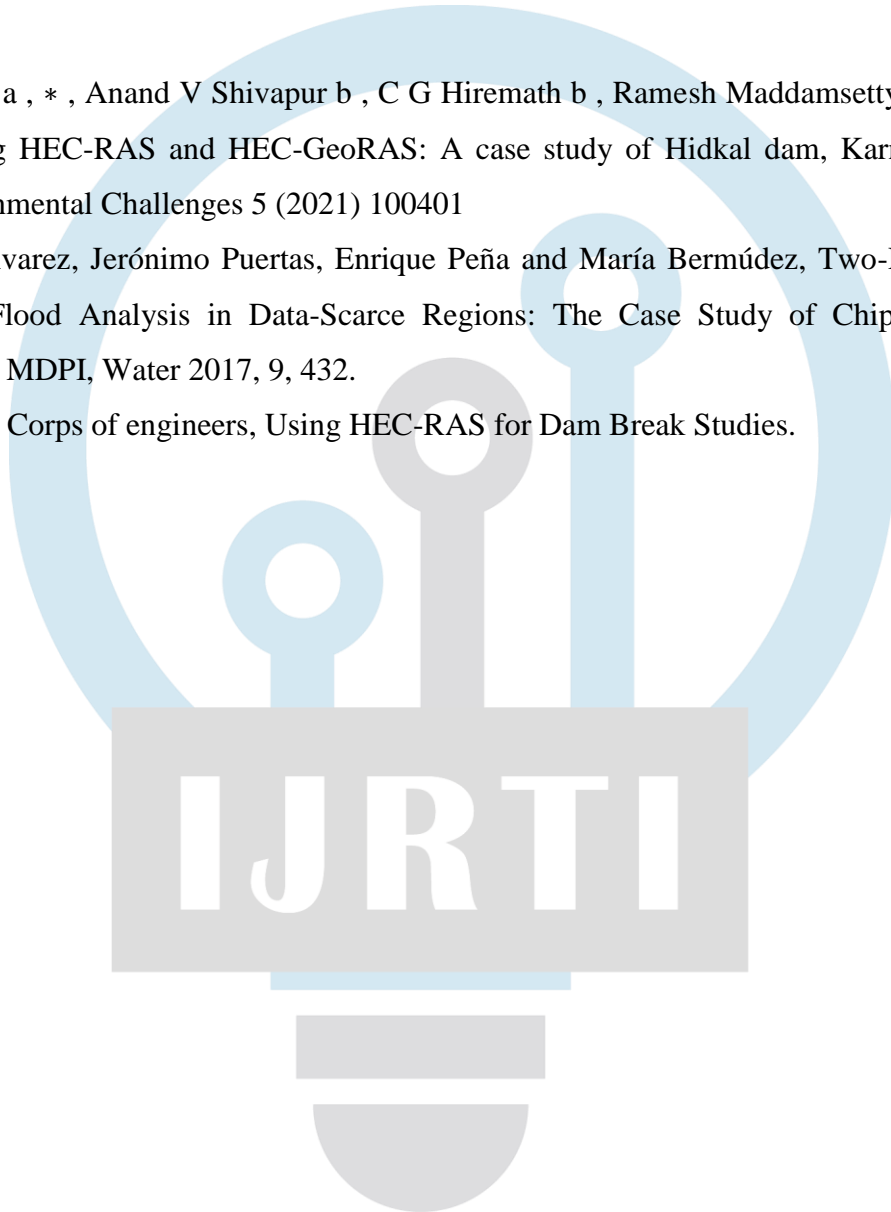 a , ∗ , Anand V Shivapur b , C G Hiremath b , Ramesh Maddamsetty
g HEC-RAS and HEC-GeoRAS: A case study of Hidkal dam, Karn
nmental Challenges 5 (2021) 100401
lvarez, Jerónimo Puertas, Enrique Peña and María Bermúdez, Two-
Flood Analysis in Data-Scarce Regions: The Case Study of Chip
MDPI, Water 2017, 9, 432.
Corps of engineers, Using HEC-RAS for Dam Break Studies.
IJRTI